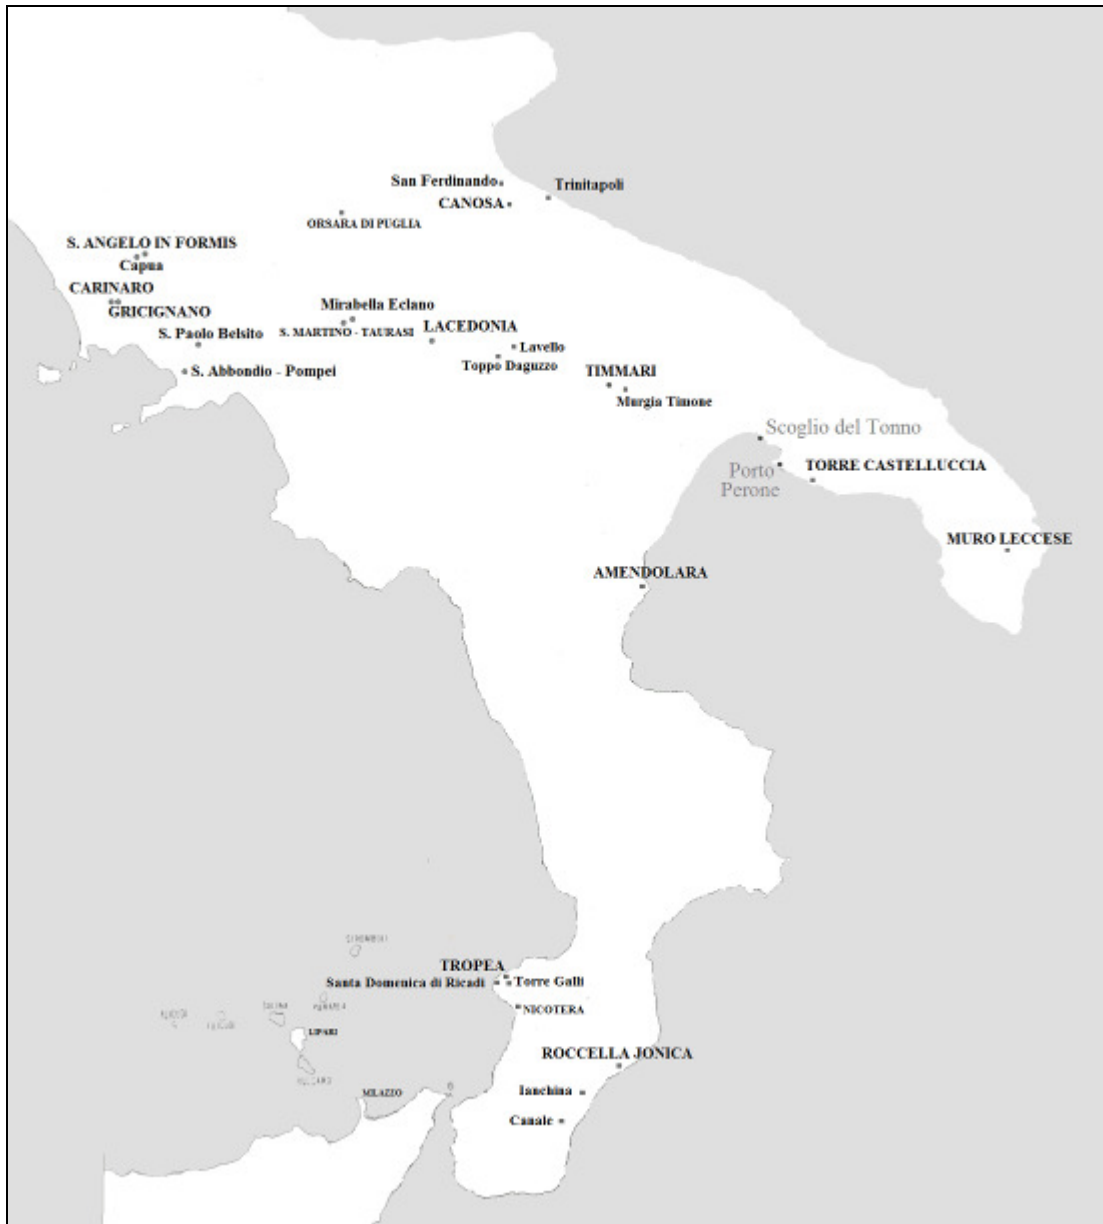 San Ferdinando
Trinitapoli
CANOSA
ORSARA DI PUGLIA
S. ANGELO IN FORMIS
Capua
CARINARO
GRICIGNANO
Mirabella Eclano
S. Paolo Belsito
S. MARTINO - TAURASI
LACEDONIA
Lavello
Toppo Daguzzo
S. Abbondio - Pompei
TIMMARI
Murgia Timone
Scoglio del Tonno
Porto
Perone
TORRE CASTELLUCCIA
MURO LECCESE
AMENDOLARA
TROPEA
Santa Domenica di Ricadi
Torre Galli
NICOTERA
LIPARI
ROCCELLA JONICA
MILAZZO
Ianchina
Canale